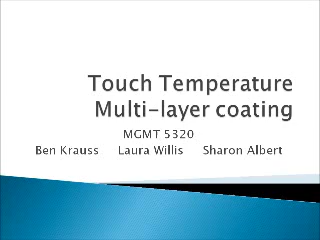 Touch Temperature
Multi-layer coating
MGMT 5320
Ben Krauss Laura Willis Sharon Albert